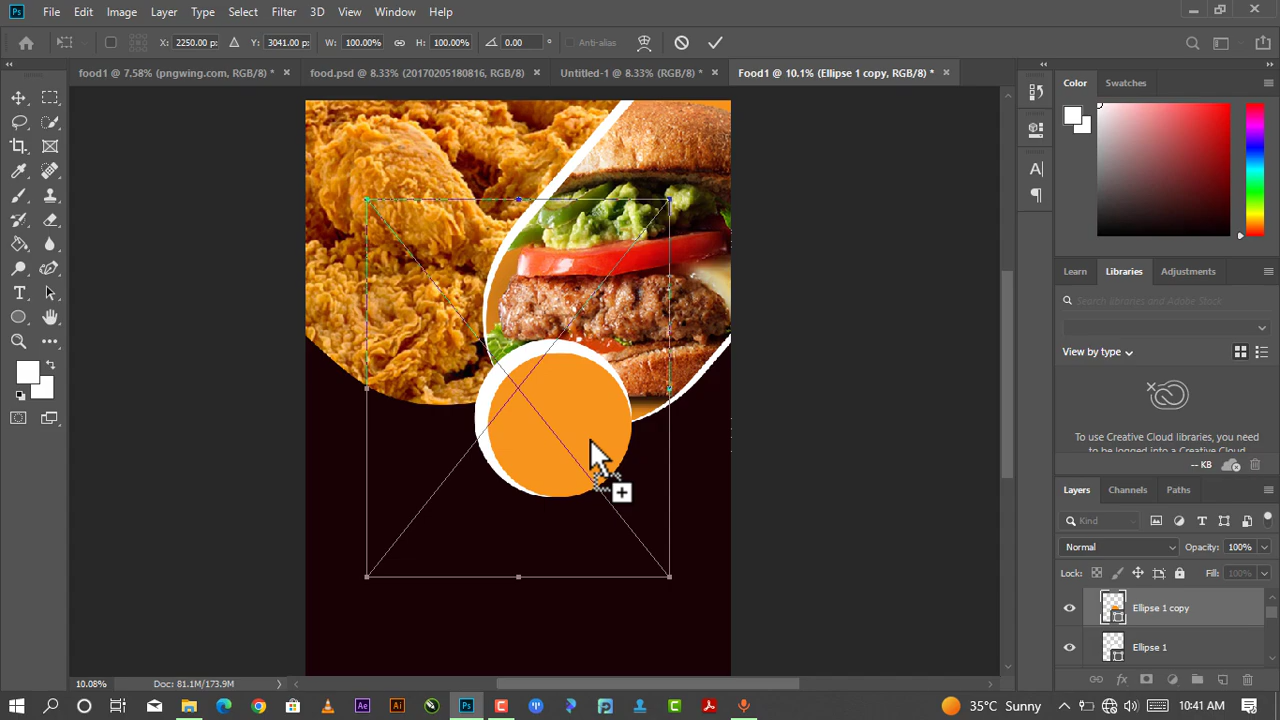 Ps File Edit Image Layer Type Select Filter 3D View Window Help
X: 2250.00 p: Y: 3041.00 p: W: 100.00% H: 100.00% 0.00 ° Anti-alias
food1 @ 7.58% (pngwing.com, RGB/8) * × food.psd @ 8.33% (20170205180816, RGB/8) × Untitled-1 @ 8.33% (RGB/8) * × Food1 @ 10.1% (Ellipse 1 copy, RGB/8) * ×
Color Swatches
Learn Libraries Adjustments
Search libraries and Adobe Stock
View by type
To use Creative Cloud libraries, you need
to be logged into a Creative Cloud
-- KB
Layers Channels Paths
Kind
Normal Opacity: 100%
Lock: Fill: 100%
Ellipse 1 copy
Ellipse 1
10.08% Doc: 81.1M/173.9M
Ae Ai Ps 35°C Sunny 10:41 AM